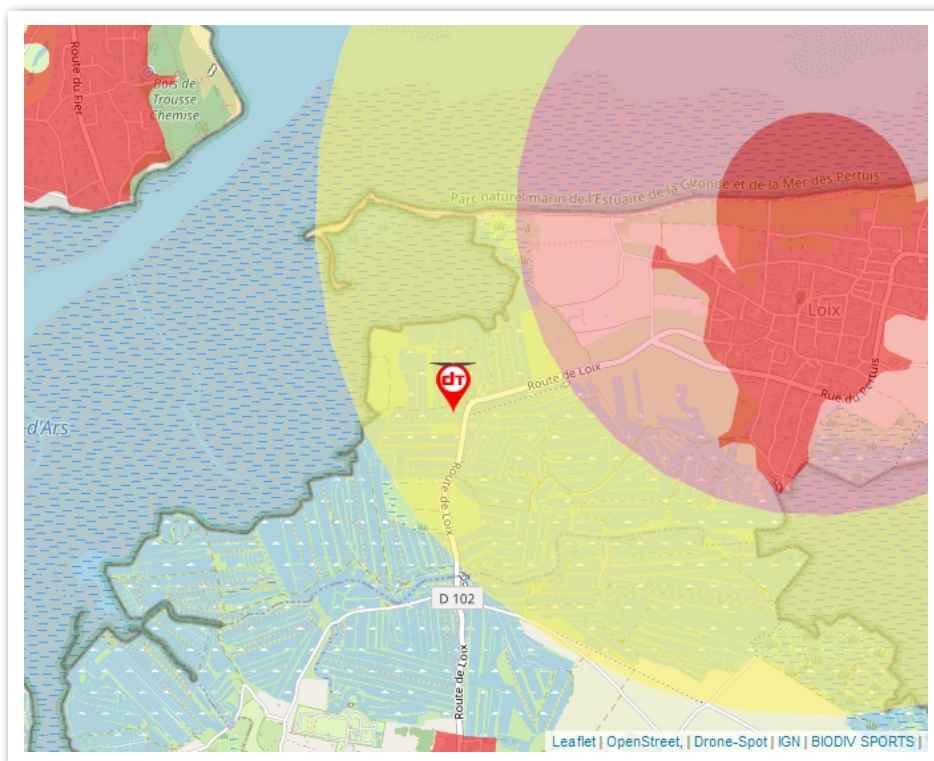 Route du Fier
Bois de
Trousse
Chemise
Parc naturel marin de l'Estuaire de la Gironde et de la Mer des Pertuis
Loix
dT
Route de Loix
Rue du Pertuis
d'Ars
Route de Loix
D 102
Route de Loix
Leaflet | OpenStreet, | Drone-Spot | IGN | BIODIV SPORTS |